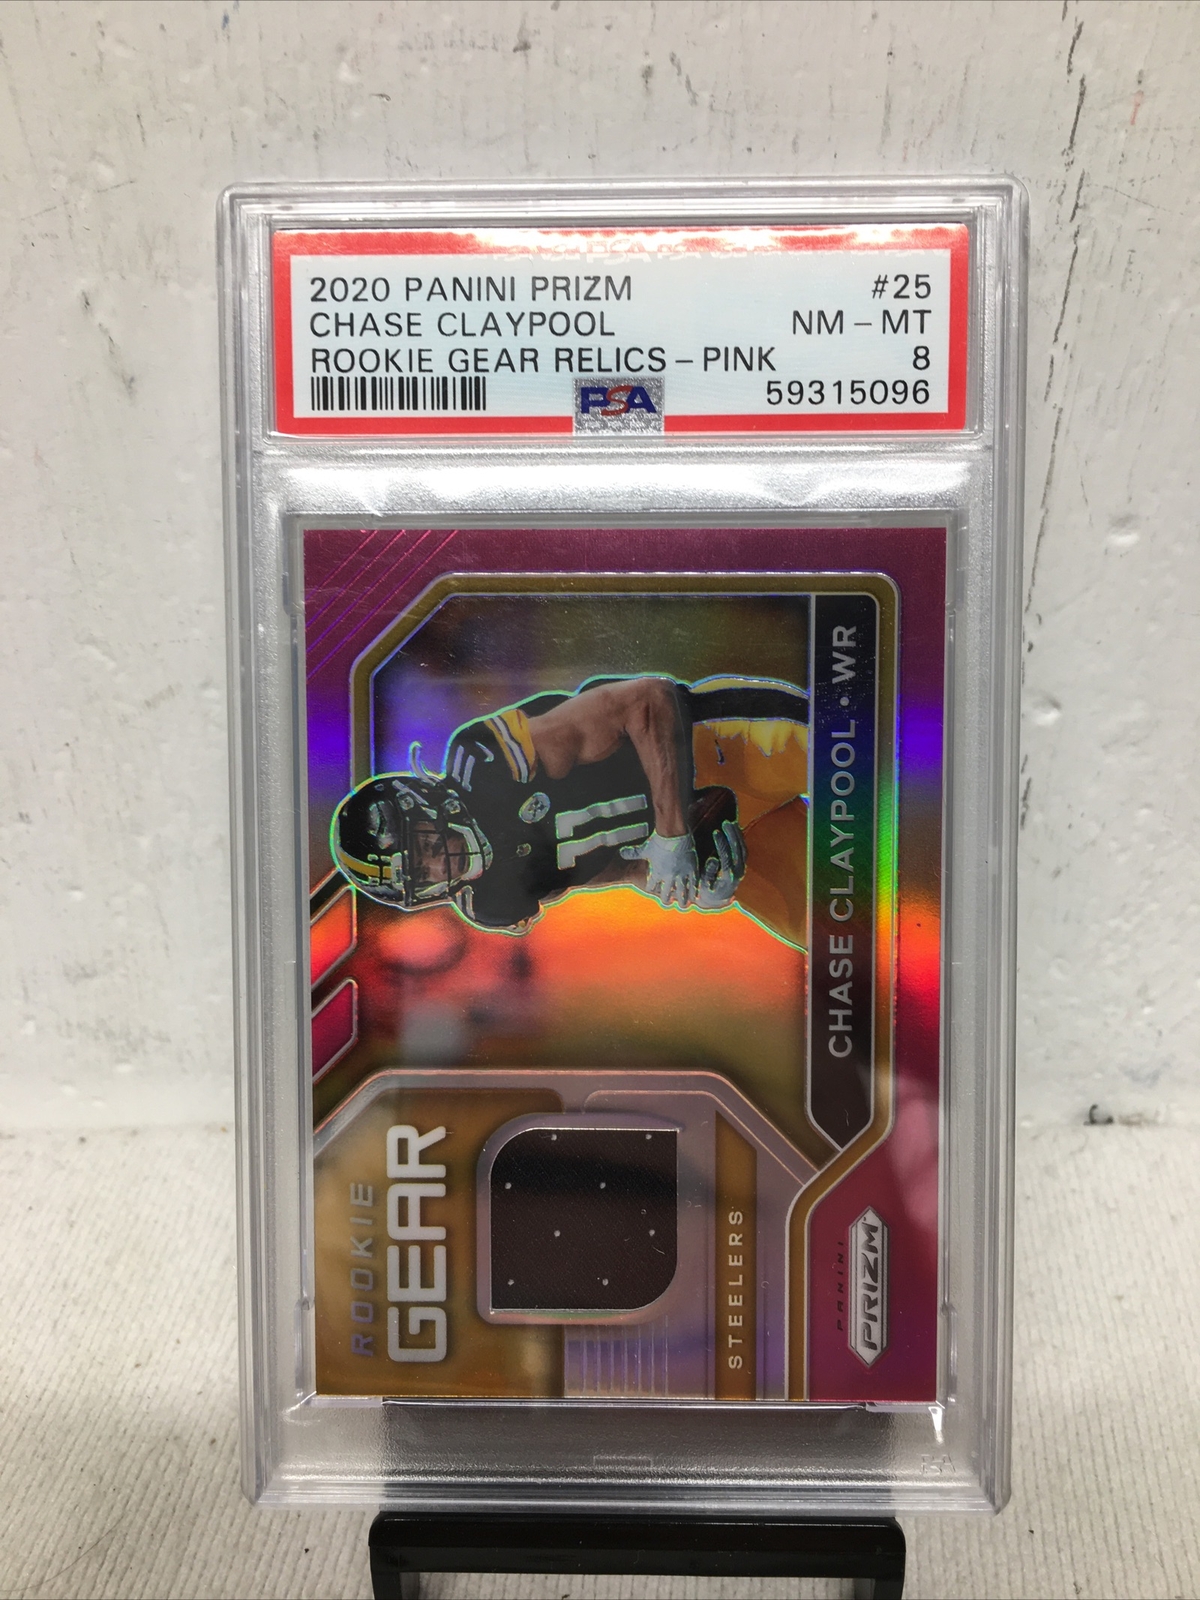 2020 PANINI PRIZM #25
CHASE CLAYPOOL NM - MT
ROOKIE GEAR RELICS - PINK 8
59315096
PSA
CHASE CLAYPOOL • WR
11
ROOKIE
GEAR
STEELERS
PANINI
PRIZM